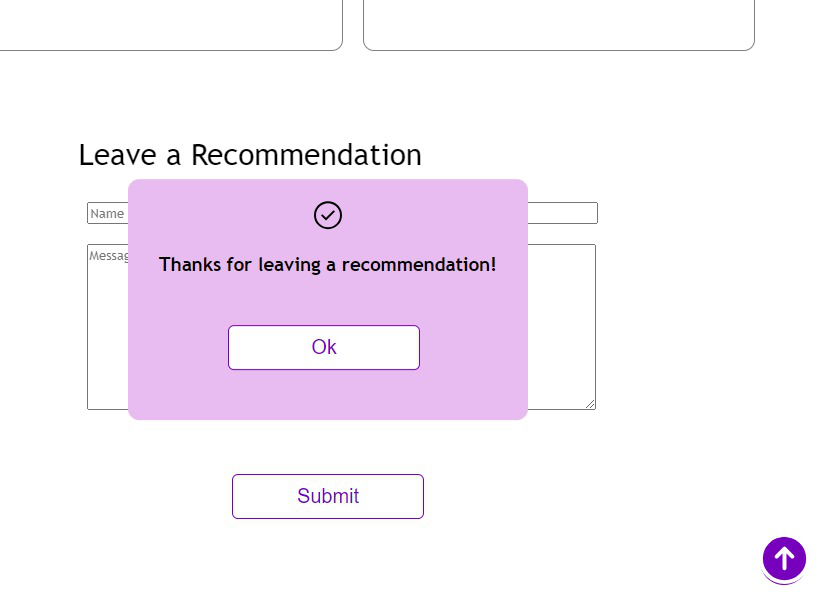 Leave a Recommendation
Name
Messag
Thanks for leaving a recommendation!
Ok
Submit